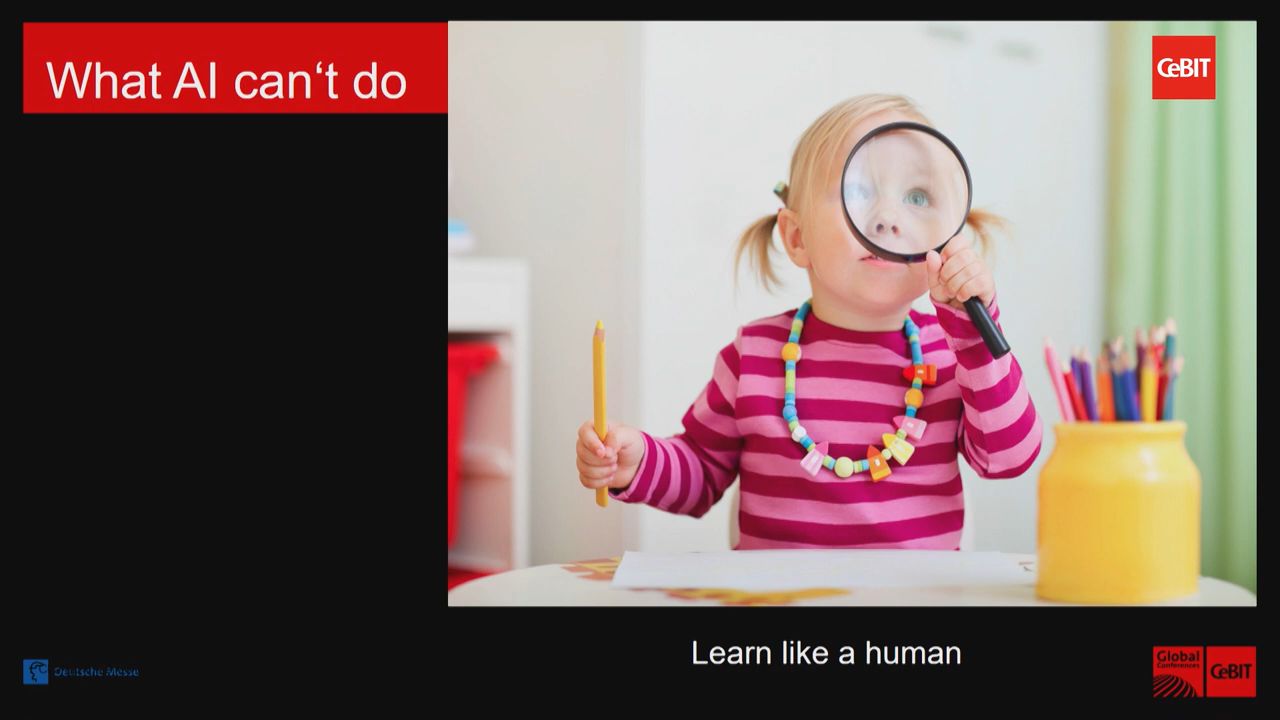 What AI can‘t do
CeBIT
Learn like a human
Deutsche Messe
Global
Conferences
CeBIT